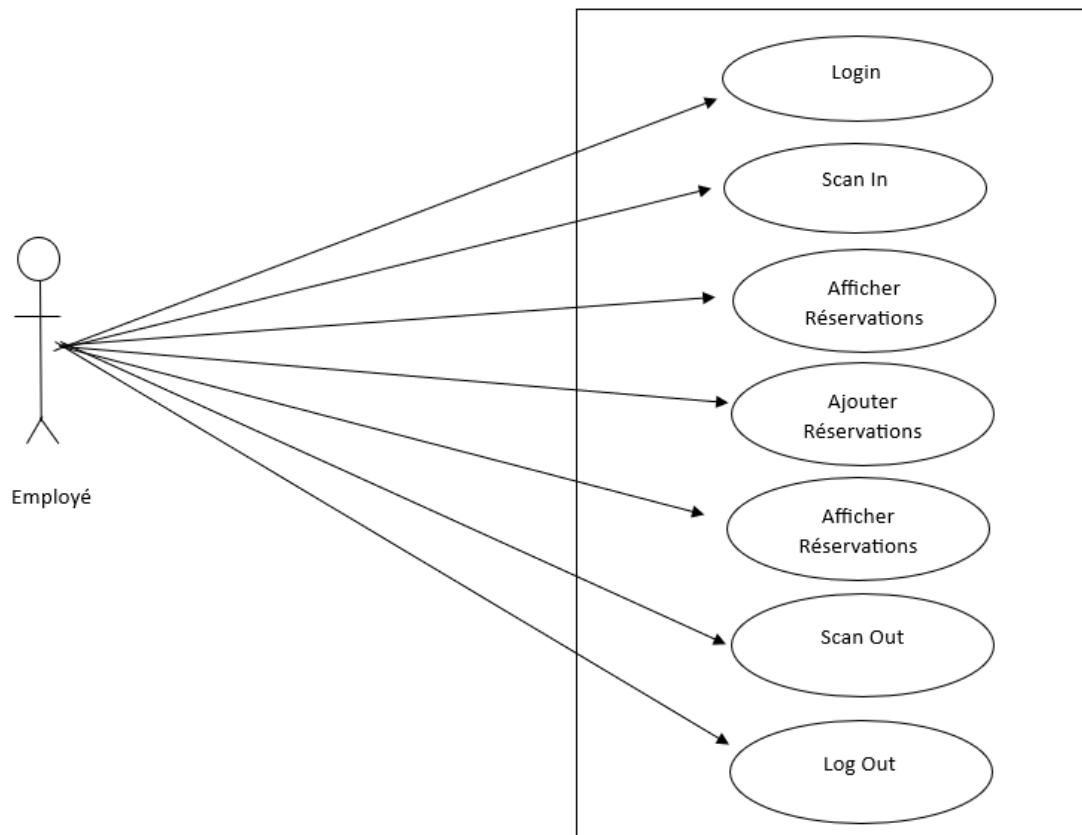 Login
Scan In
Afficher
Réservations
Ajouter
Réservations
Employé
Afficher
Réservations
Scan Out
Log Out